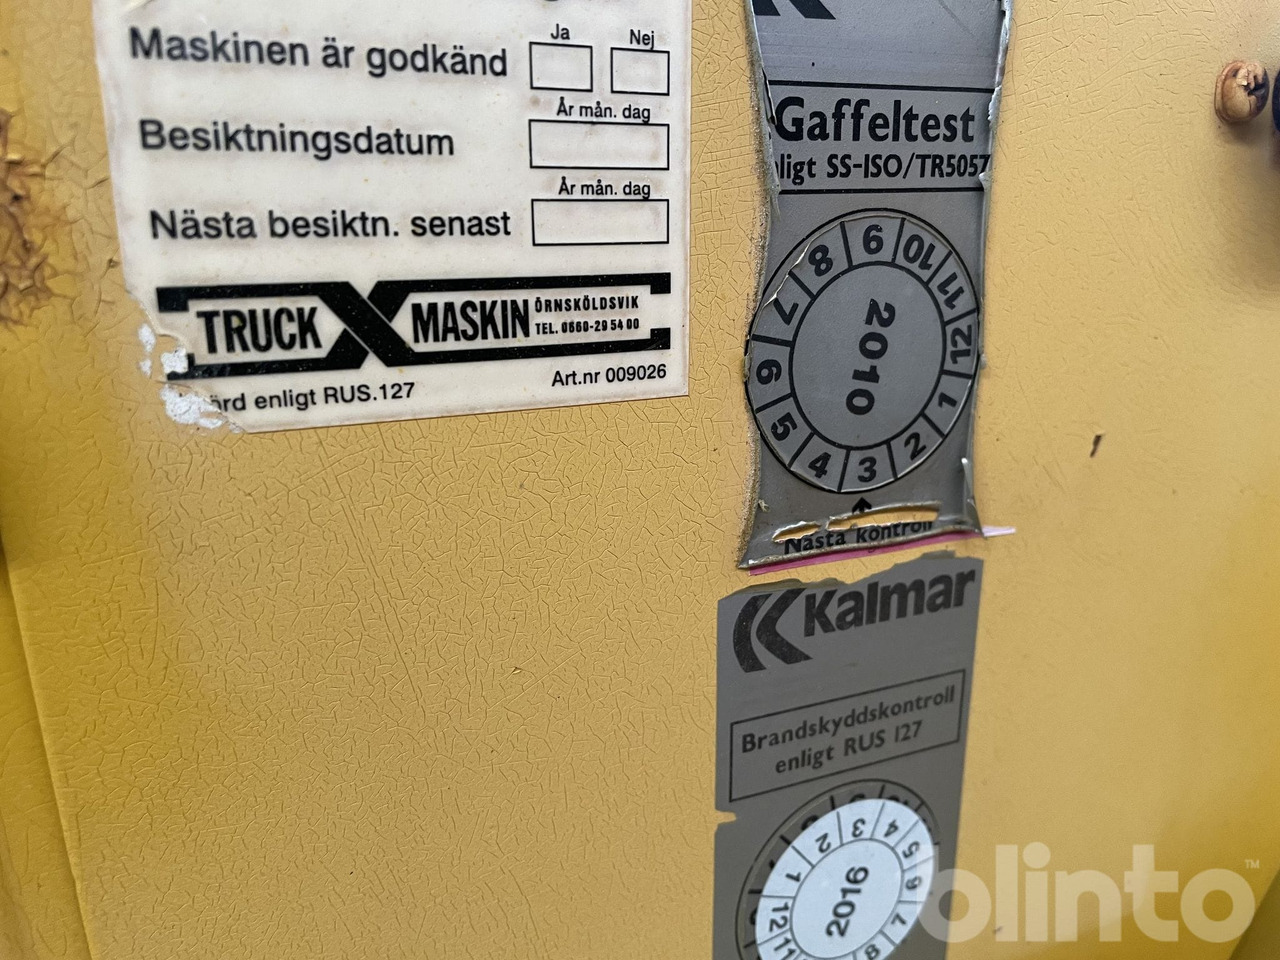 Maskinen är godkänd
Ja
Nej
År mån. dag
Besiktningsdatum
År mån. dag
Nästa besiktn. senast
TRUCK X MASKIN
ÖRNSKÖLDSVIK
TEL. 0660-29 54 00
enligt RUS.127
Art.nr 009026
Gaffeltest
enligt SS-ISO/TR5057
1 2 3 4 5 6 7 8 9 10 11 12
2010
Nästa kontroll
Kalmar
Brandskyddskontroll
enligt RUS 127
1 2 3 4 5 6 7 8 11 12
2016
blinto™